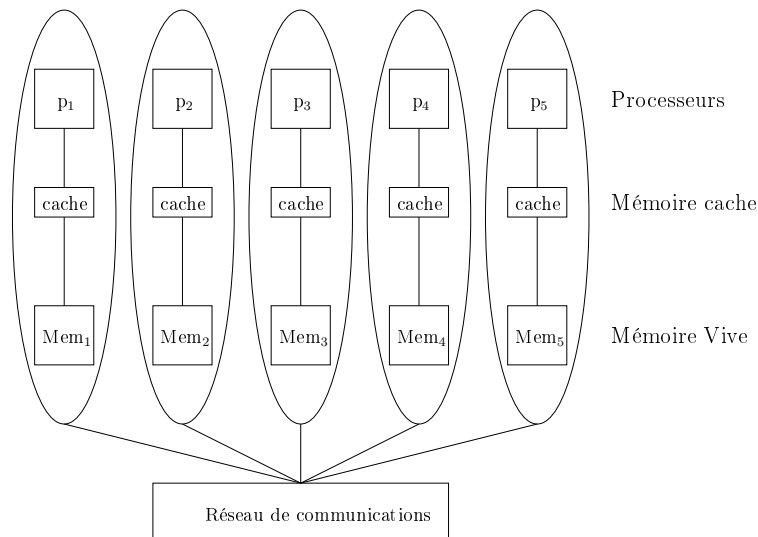 p₁ p₂ p₃ p₄ p₅ Processeurs
cache cache cache cache cache Mémoire cache
Mem₁ Mem₂ Mem₃ Mem₄ Mem₅ Mémoire Vive
Réseau de communications